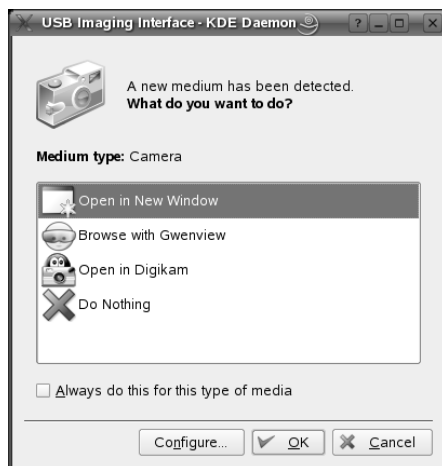 USB Imaging Interface - KDE Daemon
A new medium has been detected.
What do you want to do?
Medium type: Camera
Open in New Window
Browse with Gwenview
Open in Digikam
Do Nothing
Always do this for this type of media
Configure...
OK
Cancel